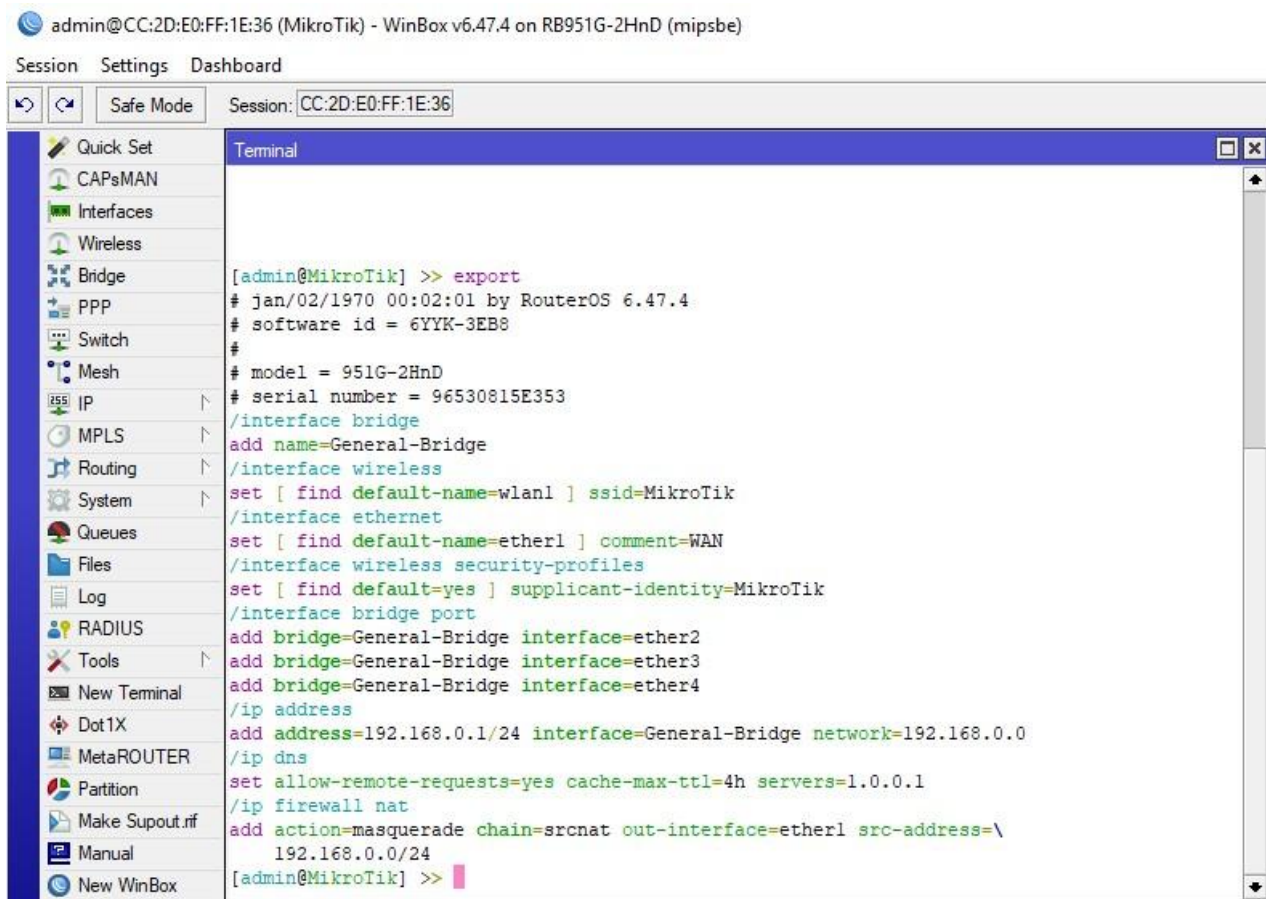 admin@CC:2D:E0:FF:1E:36 (MikroTik) - WinBox v6.47.4 on RB951G-2HnD (mipsbe)
Session Settings Dashboard
Safe Mode Session: CC:2D:E0:FF:1E:36
Quick Set
CAPsMAN
Interfaces
Wireless
Bridge
PPP
Switch
Mesh
255 IP
MPLS
Routing
System
Queues
Files
Log
RADIUS
Tools
New Terminal
Dot1X
MetaROUTER
Partition
Make Supout.rif
Manual
New WinBox
Terminal
[admin@MikroTik] >> export
# jan/02/1970 00:02:01 by RouterOS 6.47.4
# software id = 6YYK-3EB8
#
# model = 951G-2HnD
# serial number = 96530815E353
/interface bridge
add name=General-Bridge
/interface wireless
set [ find default-name=wlan1 ] ssid=MikroTik
/interface ethernet
set [ find default-name=ether1 ] comment=WAN
/interface wireless security-profiles
set [ find default=yes ] supplicant-identity=MikroTik
/interface bridge port
add bridge=General-Bridge interface=ether2
add bridge=General-Bridge interface=ether3
add bridge=General-Bridge interface=ether4
/ip address
add address=192.168.0.1/24 interface=General-Bridge network=192.168.0.0
/ip dns
set allow-remote-requests=yes cache-max-ttl=4h servers=1.0.0.1
/ip firewall nat
add action=masquerade chain=srcnat out-interface=ether1 src-address=\
    192.168.0.0/24
[admin@MikroTik] >>